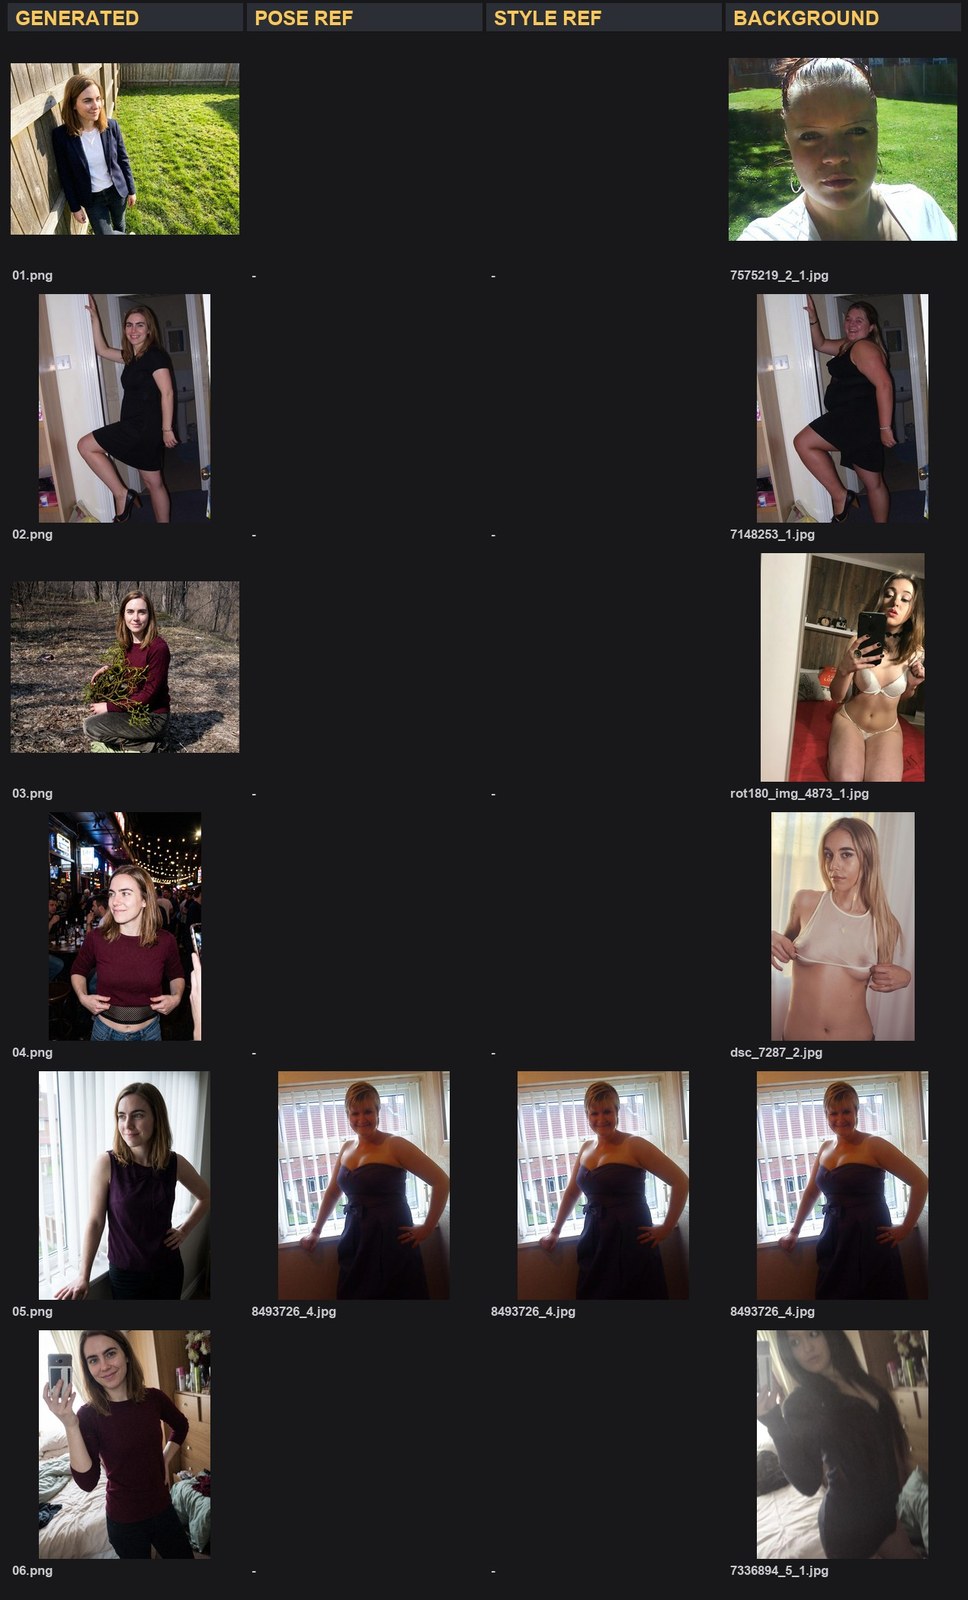 GENERATED POSE REF STYLE REF BACKGROUND
01.png - - 7575219_2_1.jpg
02.png - - 7148253_1.jpg
03.png - - rot180_img_4873_1.jpg
04.png - - dsc_7287_2.jpg
05.png 8493726_4.jpg 8493726_4.jpg 8493726_4.jpg
06.png - - 7336894_5_1.jpg